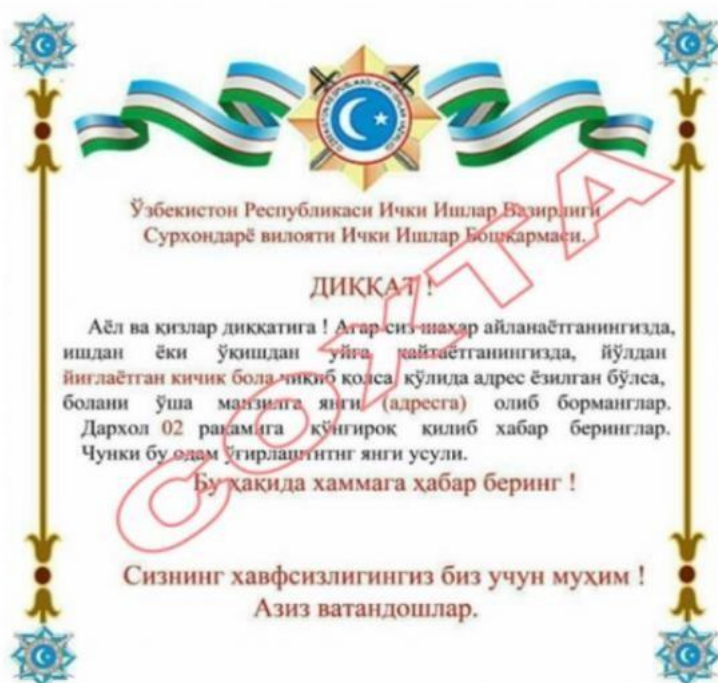 Ўзбекистон Республикаси Ички Ишлар Вазирлиги
Сурхондарё вилояти Ички Ишлар Бошкармаси.
ДИҚҚАТ !
Аёл ва қизлар диққатига ! Агар сиз шаҳар айланаётганингизда,
ишдан ёки ўқишдан уйга қайтаётганингизда, йўлдан
йиғлаётган кичик бола чиқиб қолса, қўлида адрес ёзилган бўлса,
болани ўша манзилга янги (адресга) олиб борманглар.
Дархол 02 рақамига қўнғироқ қилиб хабар беринглар.
Чунки бу одам ўғирлаштнтнг янги усули.
Бу ҳақида хаммага ҳабар беринг !
Сизнинг хавфсизлигингиз биз учун муҳим !
Азиз ватандошлар.
СОХТА